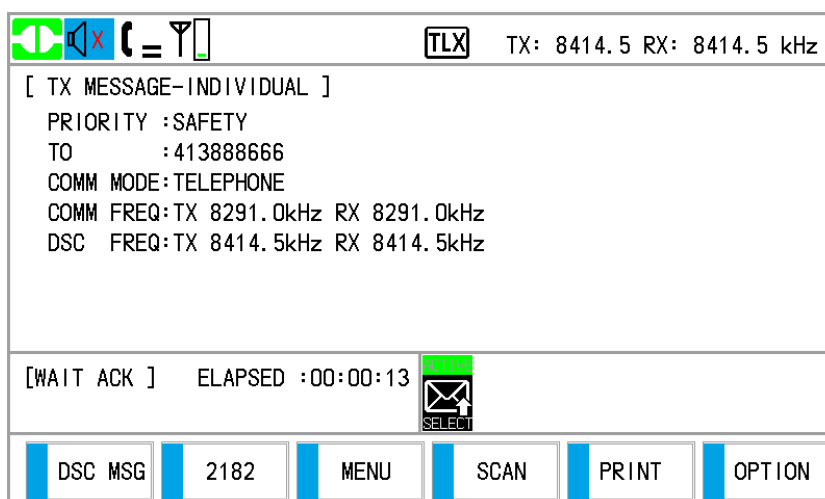 TLX TX: 8414.5 RX: 8414.5 kHz
[ TX MESSAGE-INDIVIDUAL ]
PRIORITY :SAFETY
TO :413888666
COMM MODE:TELEPHONE
COMM FREQ:TX 8291.0kHz RX 8291.0kHz
DSC FREQ:TX 8414.5kHz RX 8414.5kHz
[WAIT ACK ] ELAPSED :00:00:13
ACTIVE
SELECT
DSC MSG 2182 MENU SCAN PRINT OPTION